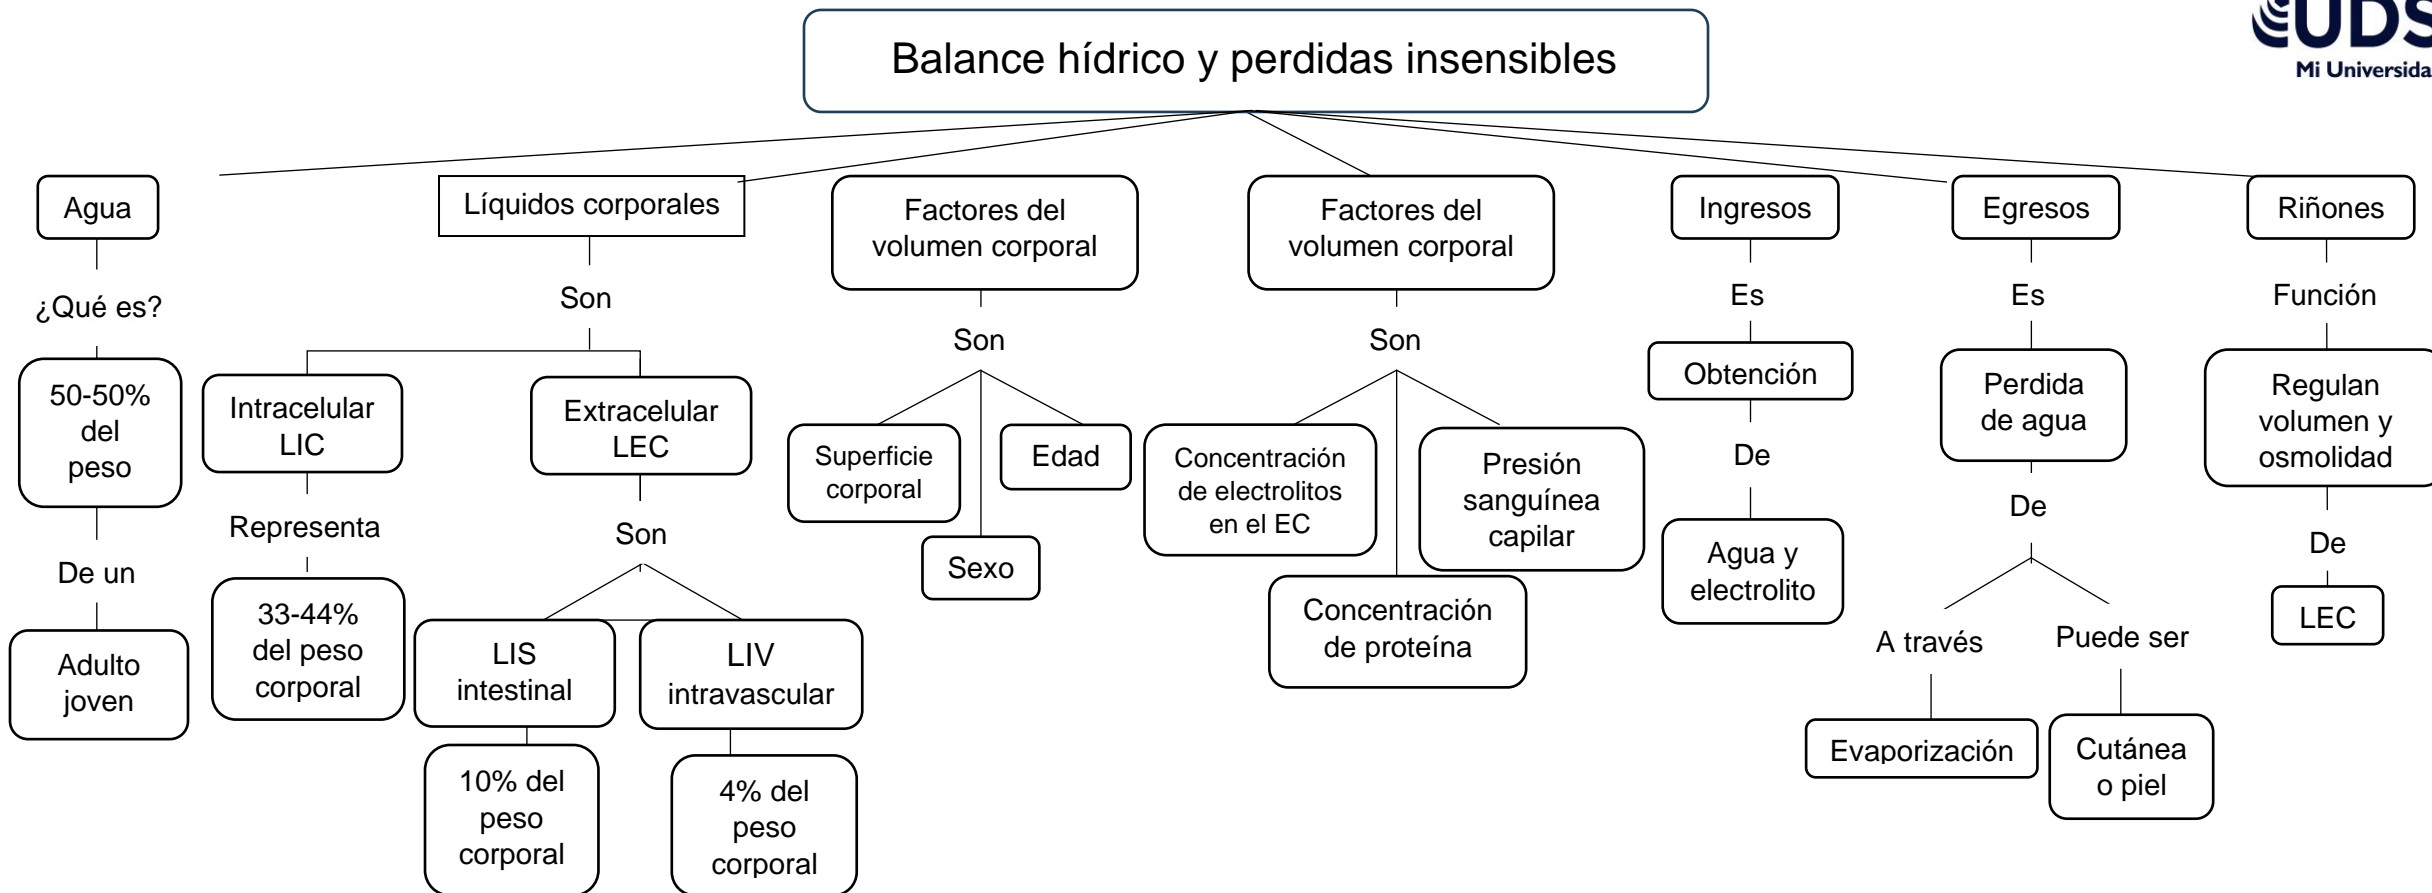 Balance hídrico y perdidas insensibles
UDS
Mi Universida
Agua
¿Qué es?
50-50%
del
peso
De un
Adulto
joven
Líquidos corporales
Son
Intracelular
LIC
Representa
33-44%
del peso
corporal
Extracelular
LEC
Son
LIS
intestinal
10% del
peso
corporal
LIV
intravascular
4% del
peso
corporal
Factores del
volumen corporal
Son
Superficie
corporal
Sexo
Edad
Factores del
volumen corporal
Son
Concentración
de electrolitos
en el EC
Concentración
de proteína
Presión
sanguínea
capilar
Ingresos
Es
Obtención
De
Agua y
electrolito
Egresos
Es
Perdida
de agua
De
A través
Evaporización
Puede ser
Cutánea
o piel
Riñones
Función
Regulan
volumen y
osmolidad
De
LEC